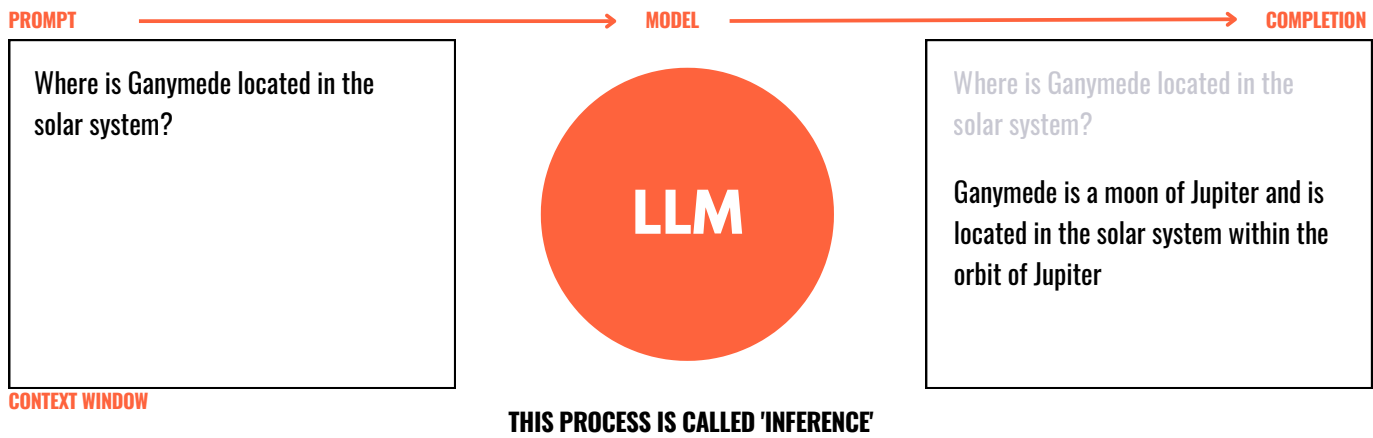 PROMPT
MODEL
COMPLETION
Where is Ganymede located in the
solar system?
LLM
Where is Ganymede located in the
solar system?
Ganymede is a moon of Jupiter and is
located in the solar system within the
orbit of Jupiter
CONTEXT WINDOW
THIS PROCESS IS CALLED 'INFERENCE'